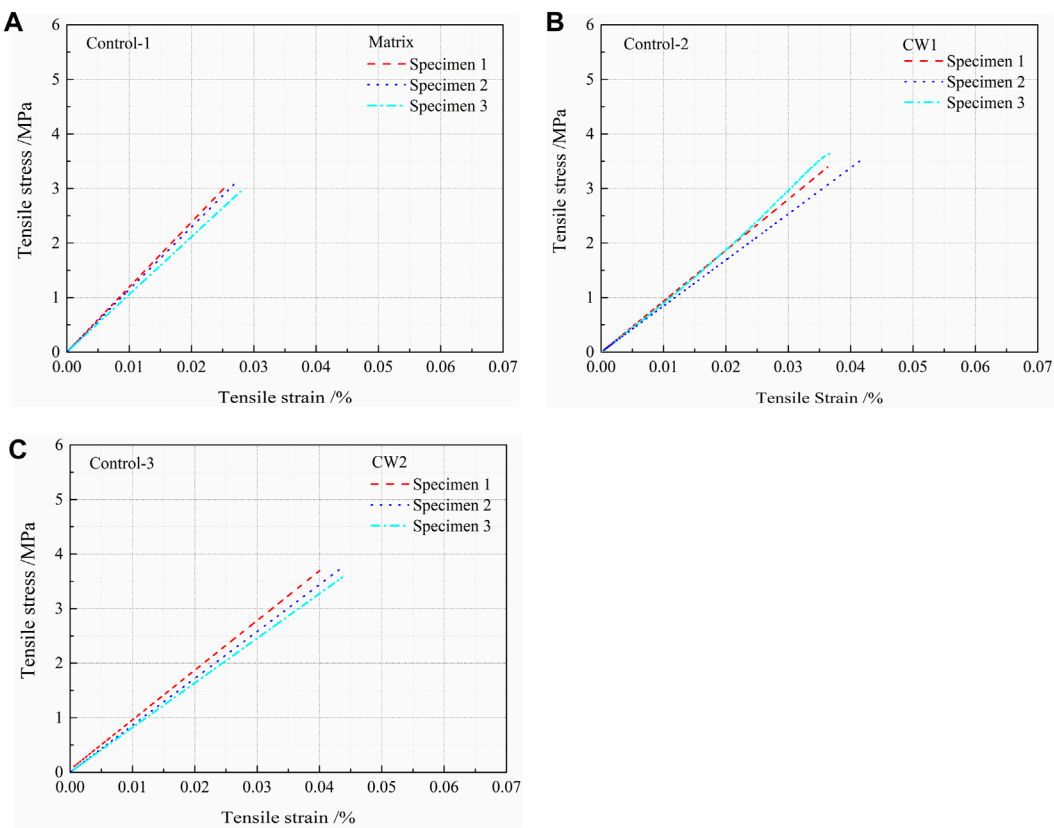 A
Control-1
Matrix
Specimen 1
Specimen 2
Specimen 3
Tensile stress /MPa
6
5
4
3
2
1
0
0.00 0.01 0.02 0.03 0.04 0.05 0.06 0.07
Tensile strain /%
B
Control-2
CW1
Specimen 1
Specimen 2
Specimen 3
Tensile stress /MPa
6
5
4
3
2
1
0
0.00 0.01 0.02 0.03 0.04 0.05 0.06 0.07
Tensile Strain /%
C
Control-3
CW2
Specimen 1
Specimen 2
Specimen 3
Tensile stress /MPa
6
5
4
3
2
1
0
0.00 0.01 0.02 0.03 0.04 0.05 0.06 0.07
Tensile strain /%